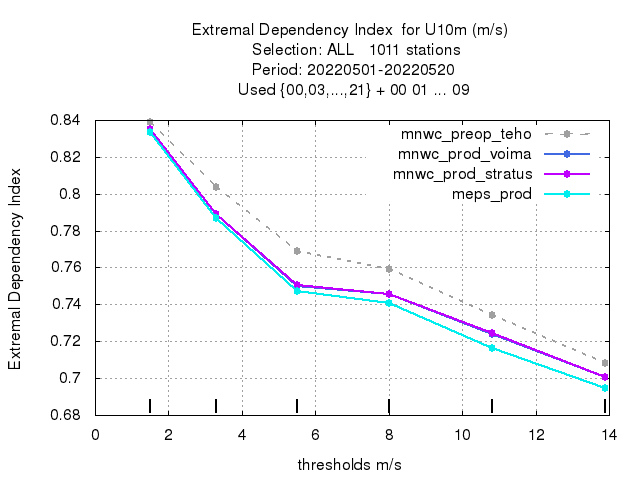 Extremal Dependency Index  for U10m (m/s)
Selection: ALL   1011 stations
Period: 20220501-20220520
Used {00,03,...,21} + 00 01 ... 09
mnwc_preop_teho
mnwc_prod_voima
mnwc_prod_stratus
meps_prod
Extremal Dependency Index
0.84
0.82
0.8
0.78
0.76
0.74
0.72
0.7
0.68
0 2 4 6 8 10 12 14
thresholds m/s